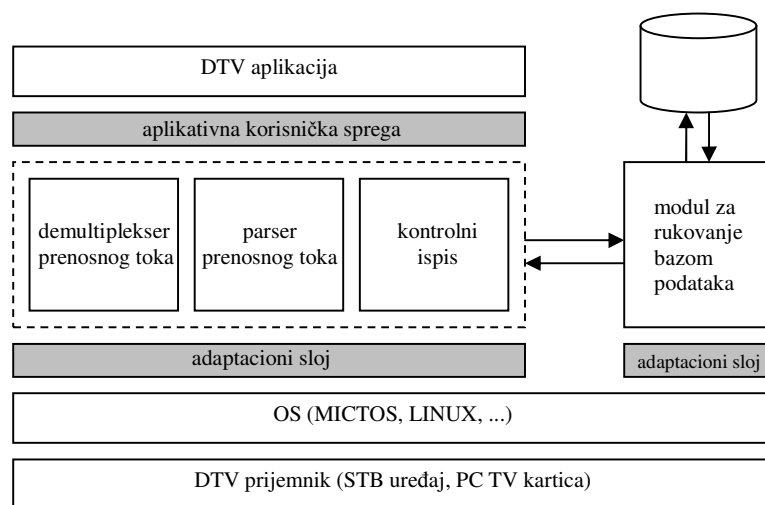 DTV aplikacija
aplikativna korisnička sprega
demultiplekser
prenosnog toka
parser
prenosnog toka
kontrolni
ispis
modul za
rukovanje
bazom
podataka
adaptacioni sloj
adaptacioni sloj
OS (MICTOS, LINUX, ...)
DTV prijemnik (STB uređaj, PC TV kartica)